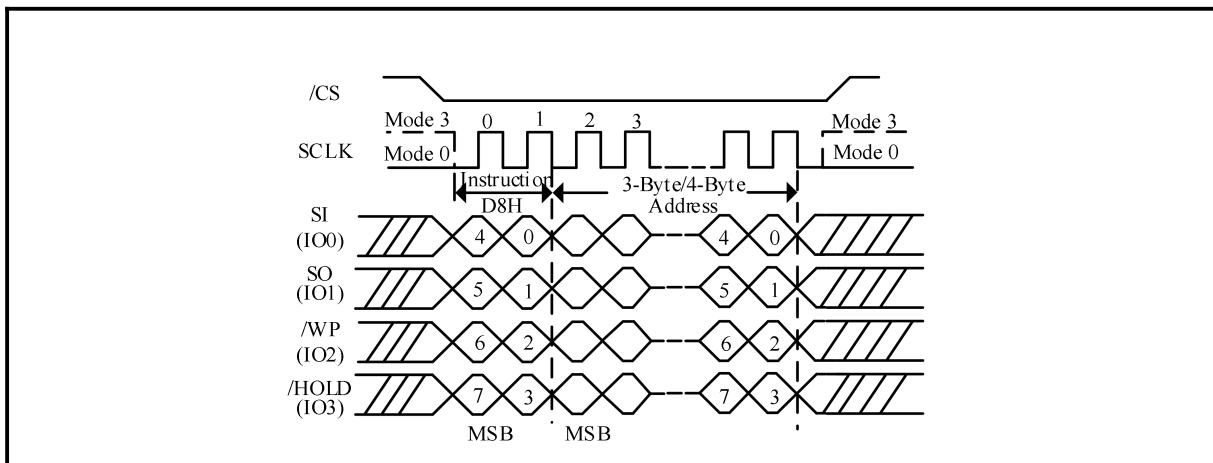 /CS
Mode 3 0 1 2 3 Mode 3
SCLK Mode 0 Mode 0
Instruction 3-Byte/4-Byte
D8H Address
SI
(IO0) 4 0 4 0
SO
(IO1) 5 1 5 1
/WP
(IO2) 6 2 6 2
/HOLD
(IO3) 7 3 7 3
MSB MSB